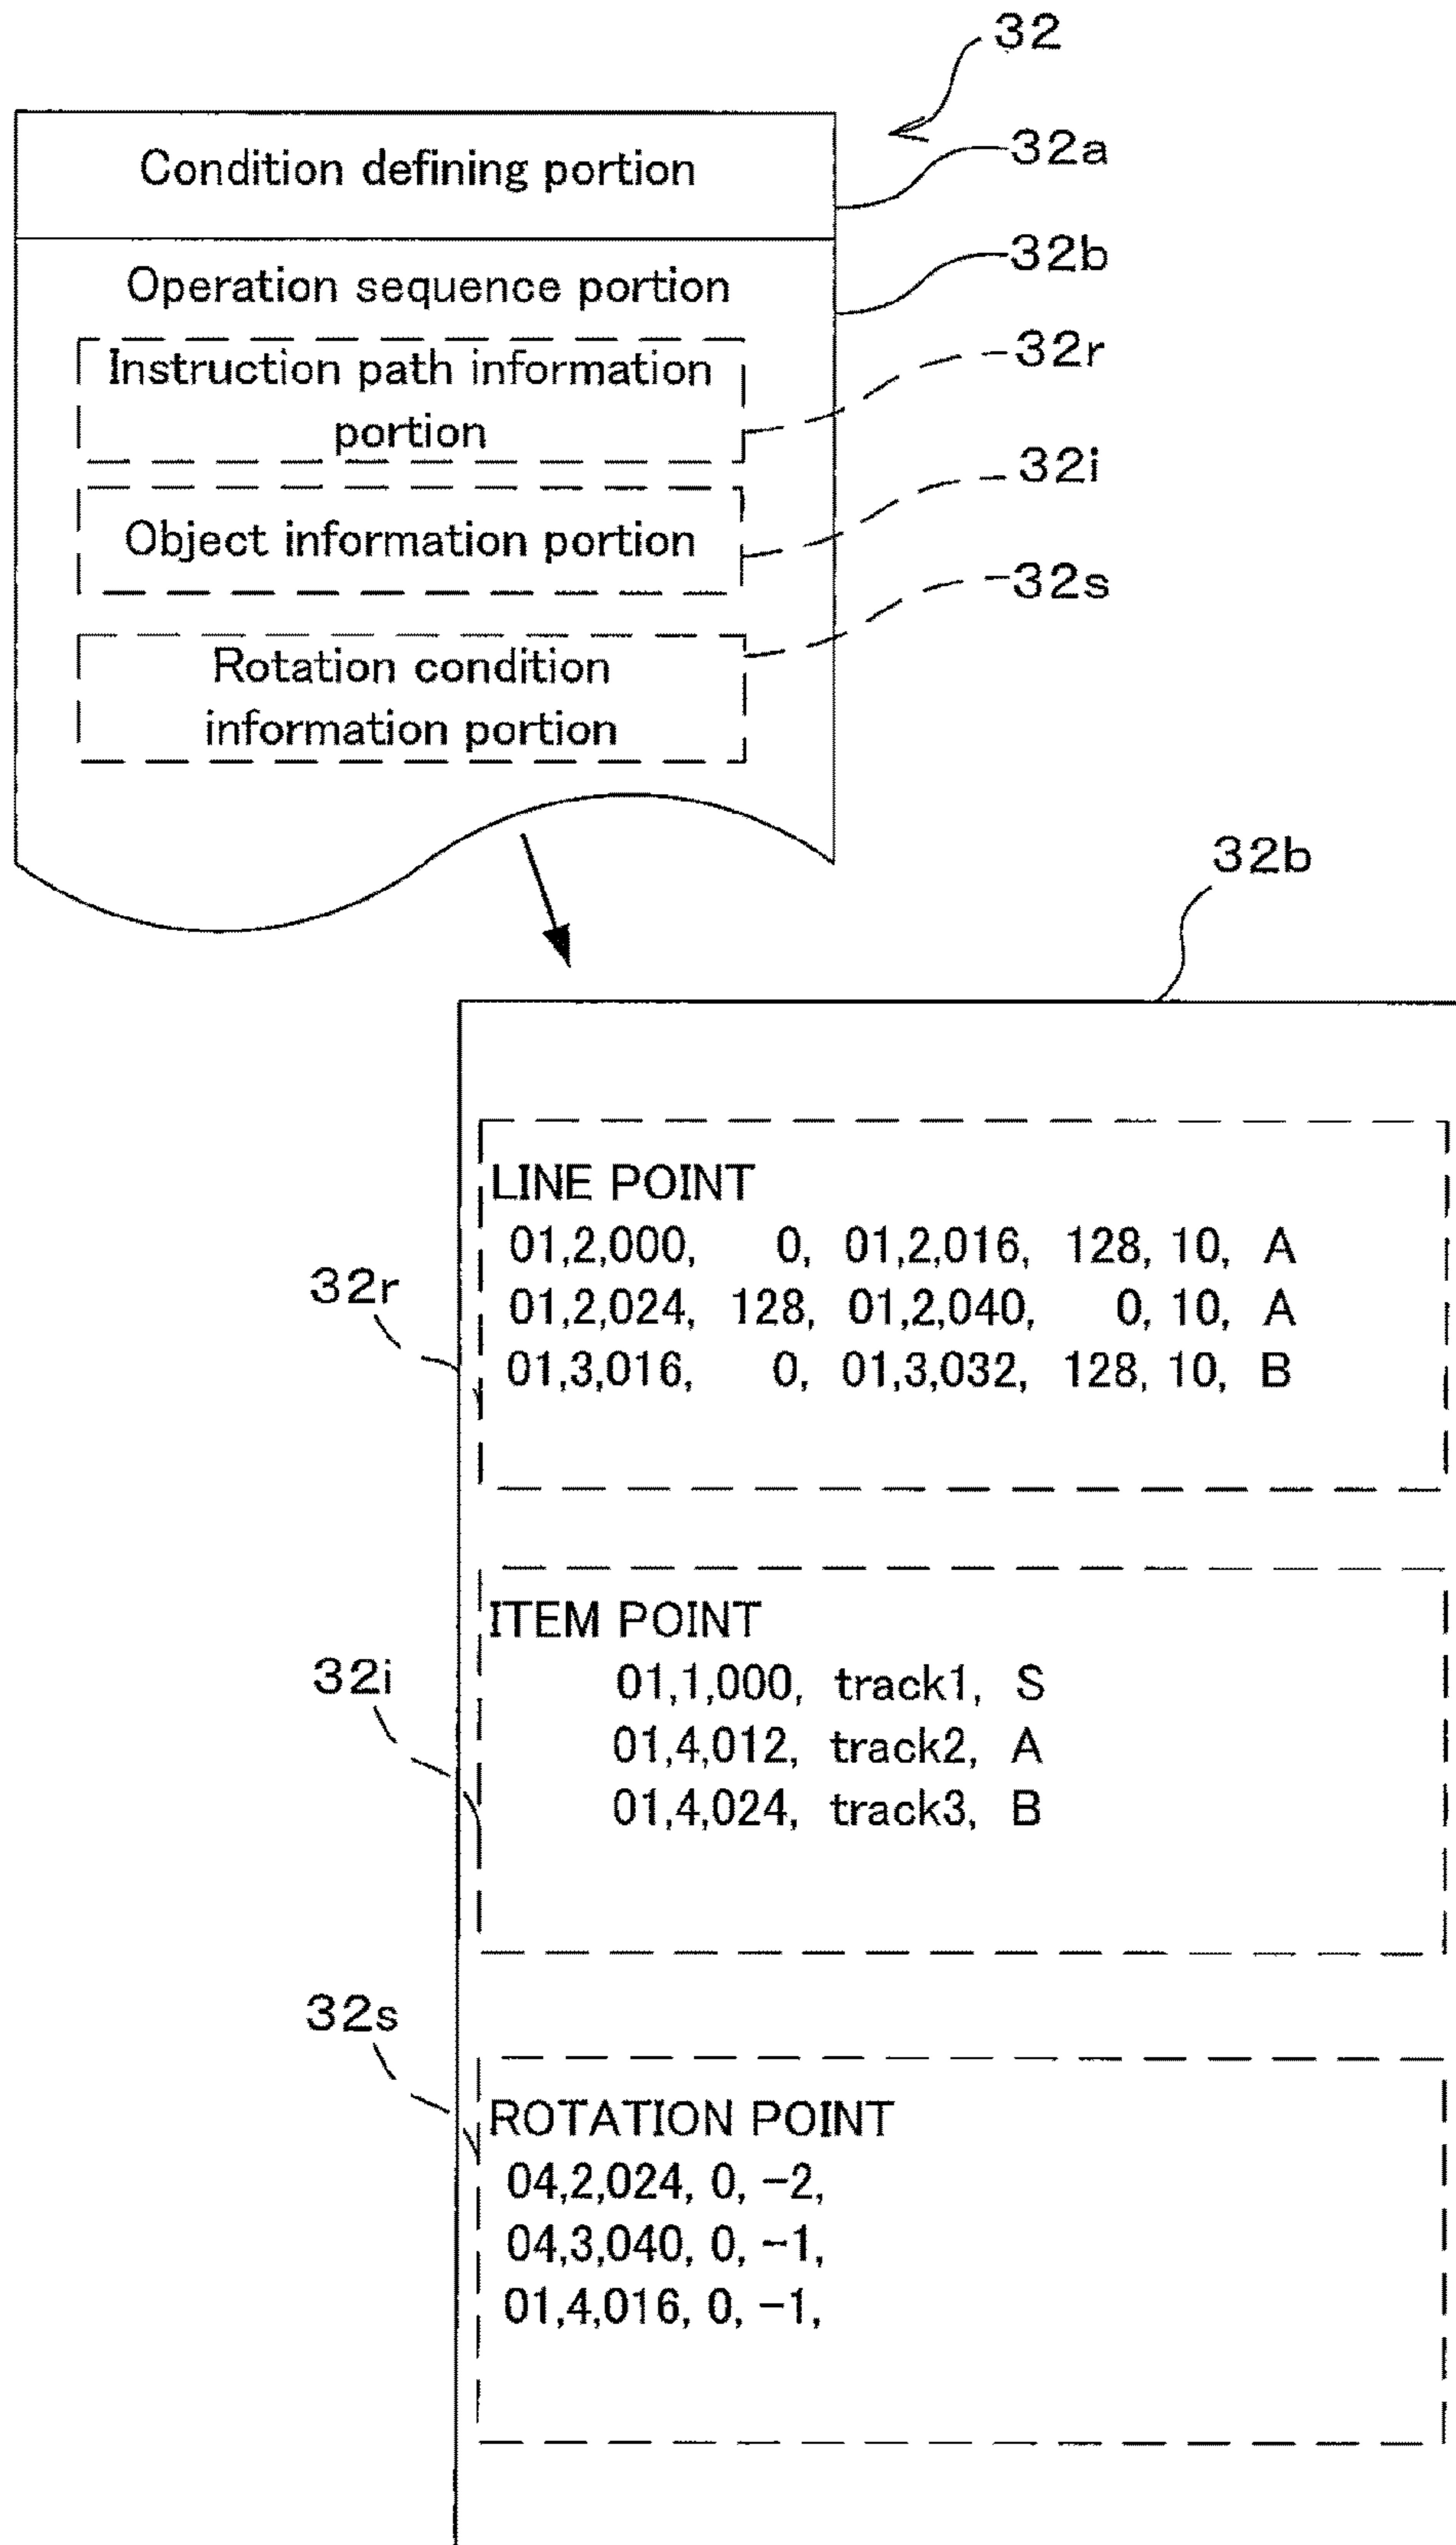 32
Condition defining portion
32a
Operation sequence portion
32b
Instruction path information
portion
32r
Object information portion
32i
Rotation condition
information portion
32s
32b
LINE POINT
01,2,000, 0, 01,2,016, 128, 10, A
01,2,024, 128, 01,2,040, 0, 10, A
01,3,016, 0, 01,3,032, 128, 10, B
32r
ITEM POINT
01,1,000, track1, S
01,4,012, track2, A
01,4,024, track3, B
32i
ROTATION POINT
04,2,024, 0, -2,
04,3,040, 0, -1,
01,4,016, 0, -1,
32s